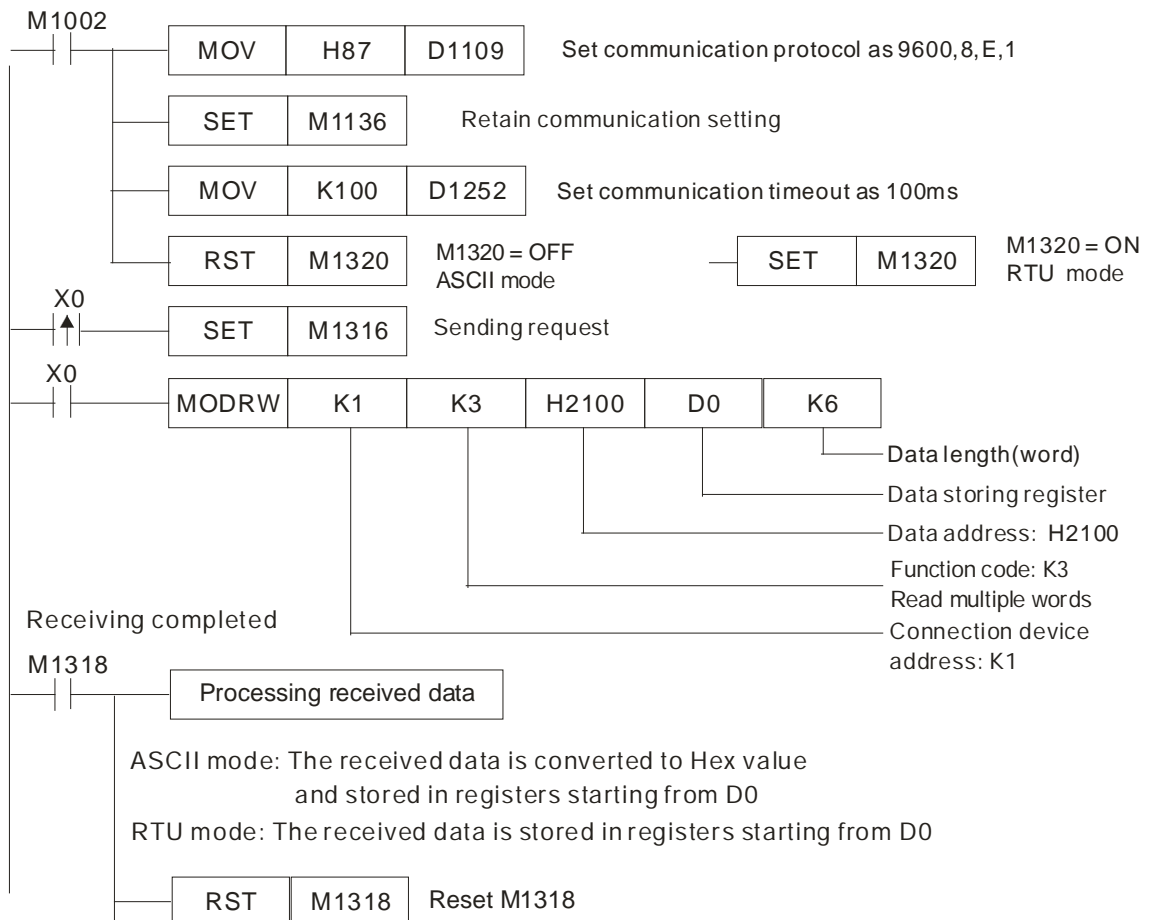 M1002
MOV H87 D1109 Set communication protocol as 9600,8,E,1
SET M1136 Retain communication setting
MOV K100 D1252 Set communication timeout as 100ms
RST M1320 M1320 = OFF
ASCII mode
SET M1320 M1320 = ON
RTU mode
X0
SET M1316 Sending request
X0
MODRW K1 K3 H2100 D0 K6
Data length(word)
Data storing register
Data address: H2100
Function code: K3
Read multiple words
Connection device
address: K1
Receiving completed
M1318
Processing received data
ASCII mode: The received data is converted to Hex value
and stored in registers starting from D0
RTU mode: The received data is stored in registers starting from D0
RST M1318 Reset M1318